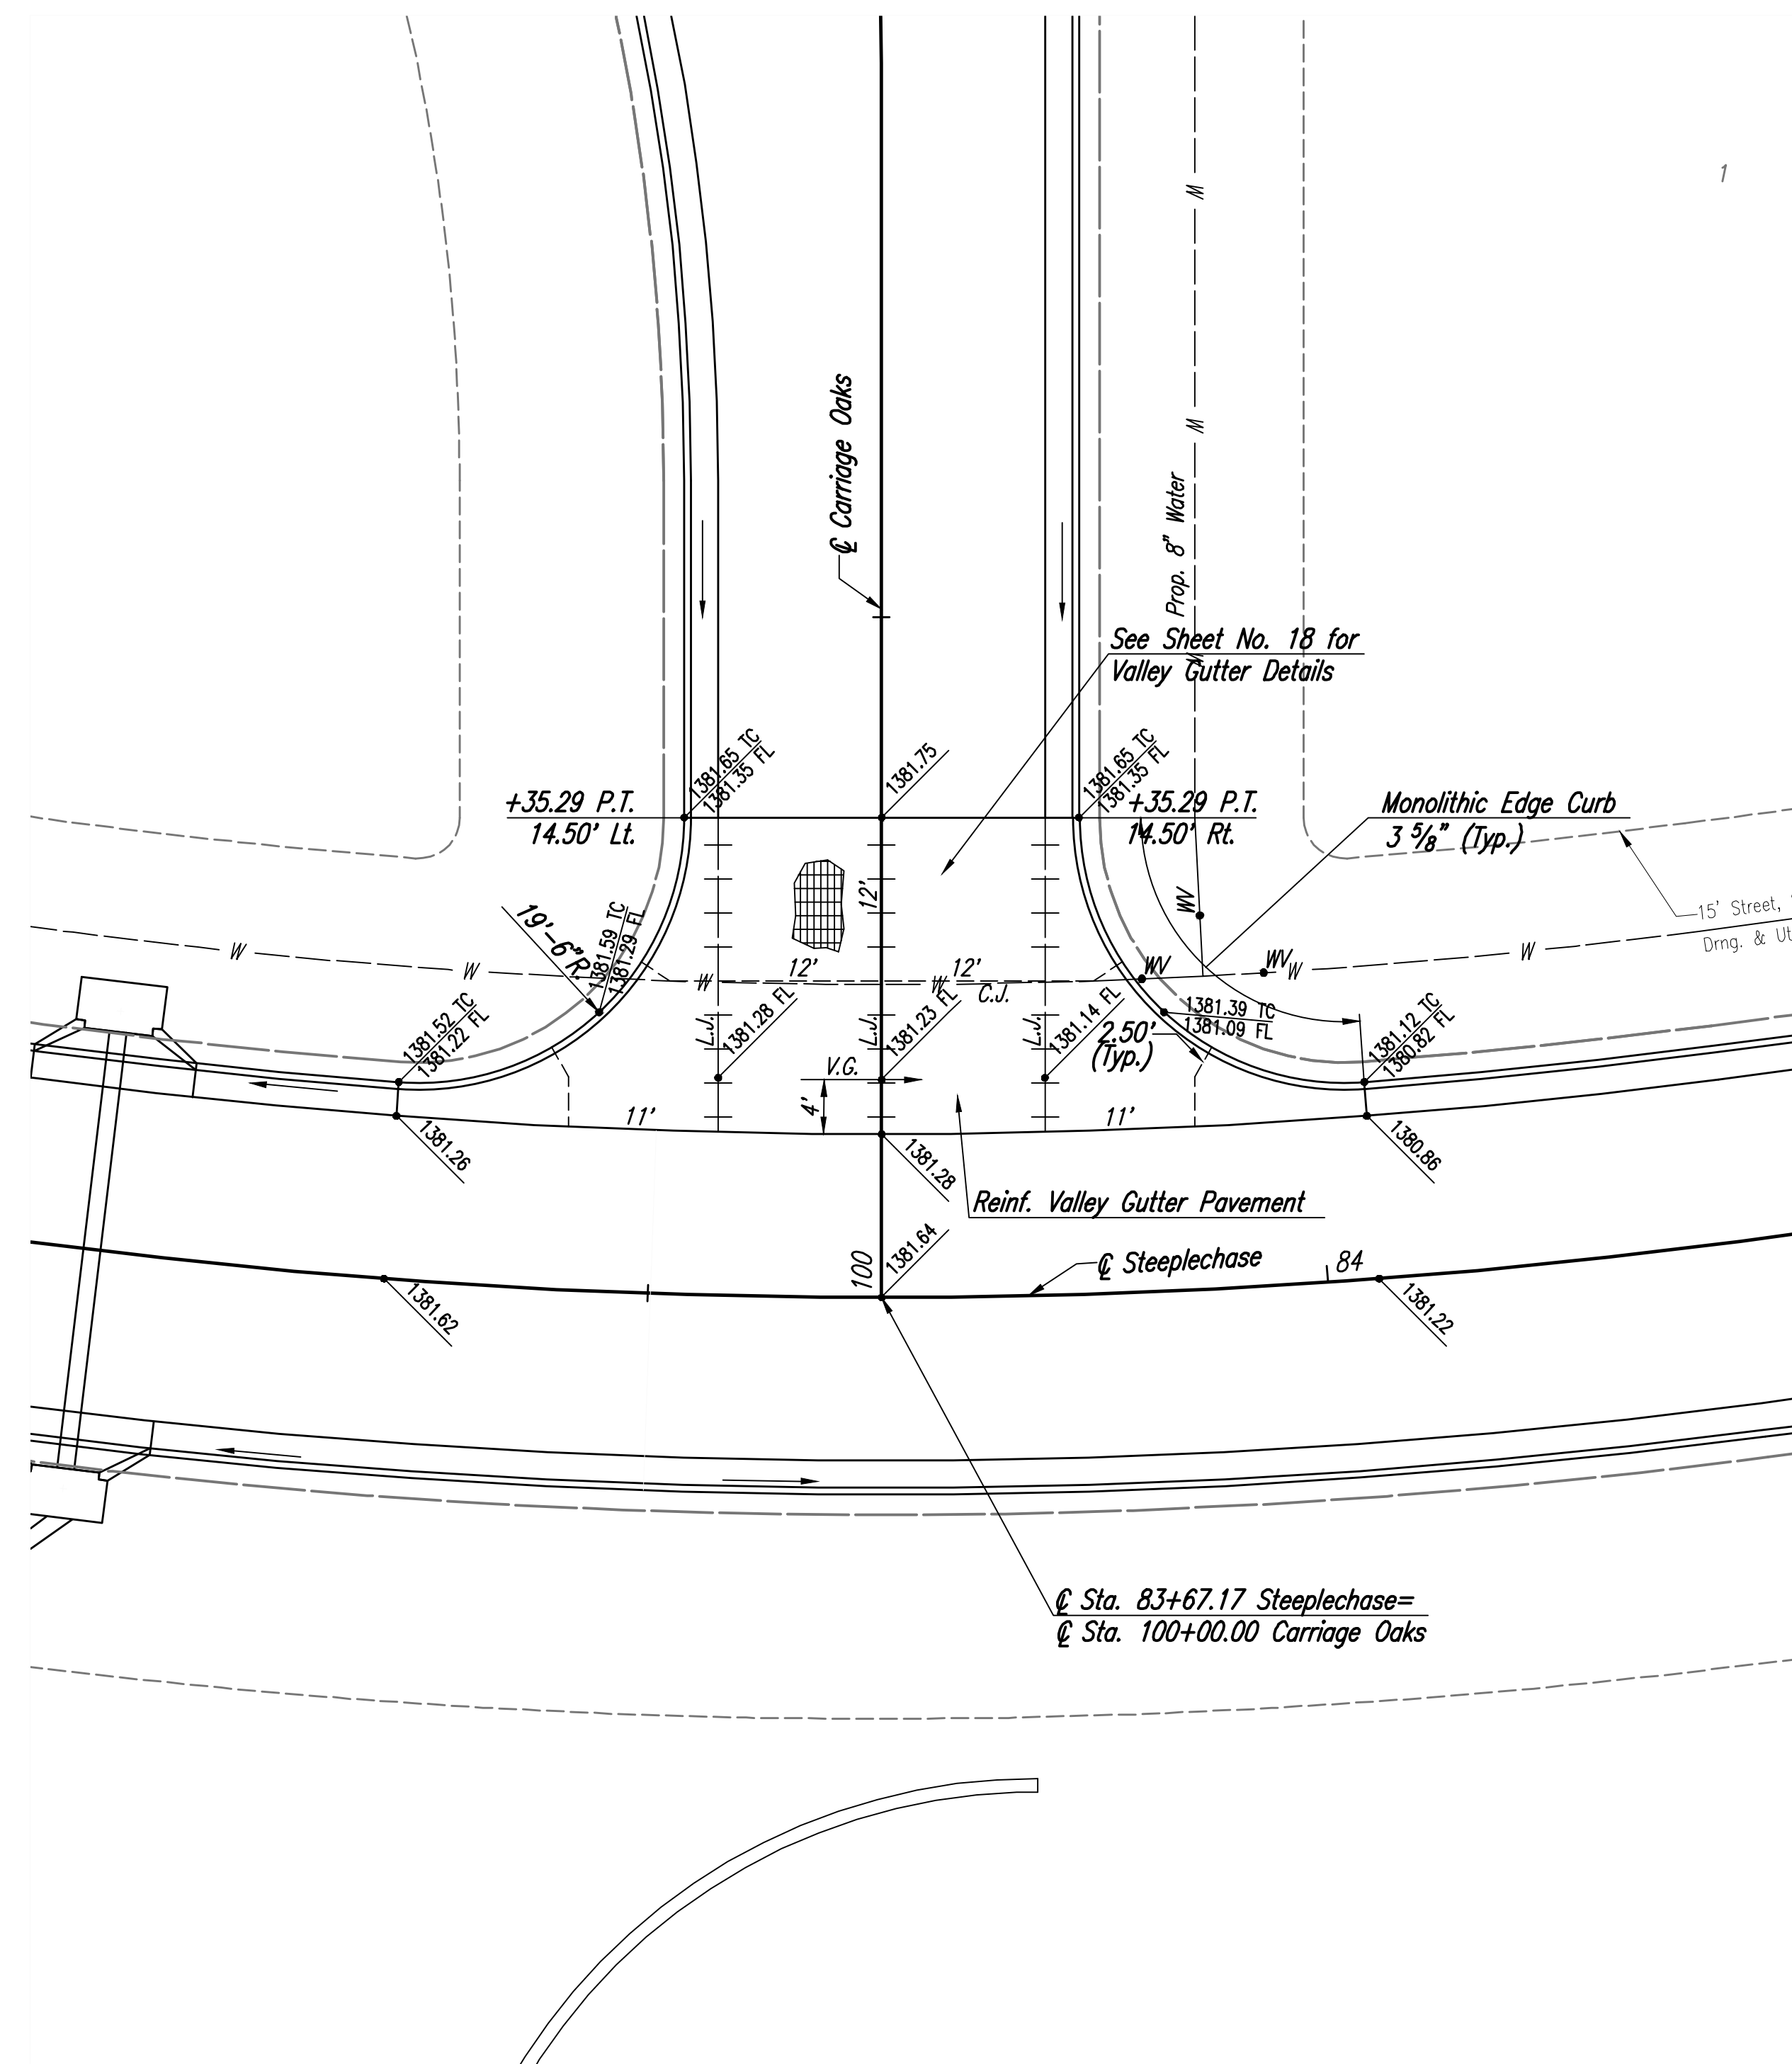 1
℄ Carriage Oaks
Prop. 8" Water
W
W
W
See Sheet No. 18 for
Valley Gutter Details
1381.65 TC
1381.35 FL
1381.75
1381.65 TC
1381.35 FL
+35.29 P.T.
14.50' Lt.
+35.29 P.T.
14.50' Rt.
Monolithic Edge Curb
3 5/8" (Typ.)
12'
WV
15' Street,
Drng. & Ut
19'-6"R.
1381.59 TC
1381.29 FL
W
W
W
12'
12'
W
C.J.
WV
WV
W
W
1381.52 TC
1381.22 FL
L.J.
1381.28 FL
L.J.
1381.23 FL
L.J.
1381.14 FL
2.50'
(Typ.)
1381.39 TC
1381.09 FL
1381.12 TC
1380.82 FL
V.G.
4'
11'
11'
1381.26
1381.28
1380.86
Reinf. Valley Gutter Pavement
100
1381.64
℄ Steeplechase
84
1381.62
1381.22
℄ Sta. 83+67.17 Steeplechase=
℄ Sta. 100+00.00 Carriage Oaks